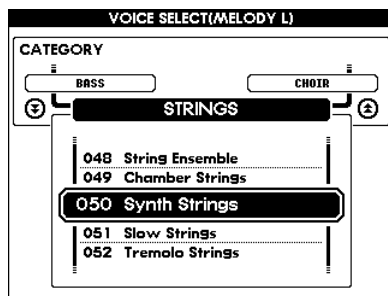 VOICE SELECT(MELODY L)
CATEGORY
BASS CHOIR
STRINGS
048 String Ensemble
049 Chamber Strings
050 Synth Strings
051 Slow Strings
052 Tremolo Strings